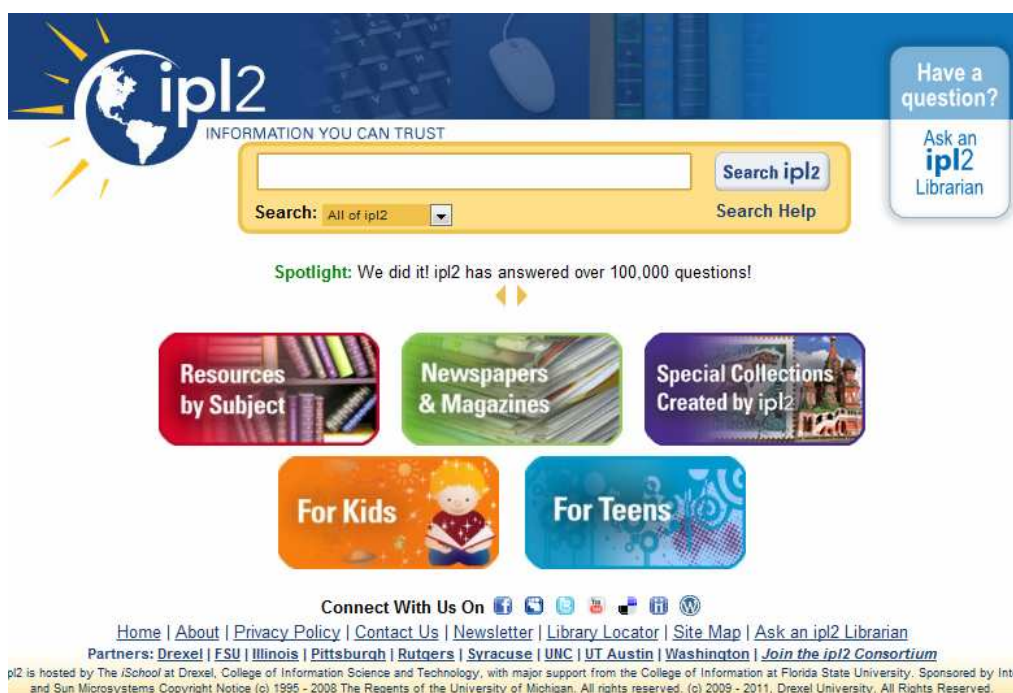 ipl2
INFORMATION YOU CAN TRUST
Have a
question?
Ask an
ipl2
Librarian
Search ipl2
Search: All of ipl2
Search Help
Spotlight: We did it! ipl2 has answered over 100,000 questions!
Resources
by Subject
Newspapers
& Magazines
Special Collections
Created by ipl2
For Kids
For Teens
Connect With Us On
Home | About | Privacy Policy | Contact Us | Newsletter | Library Locator | Site Map | Ask an ipl2 Librarian
Partners: Drexel | FSU | Illinois | Pittsburgh | Rutgers | Syracuse | UNC | UT Austin | Washington | Join the ipl2 Consortium
pl2 is hosted by The iSchool at Drexel, College of Information Science and Technology, with major support from the College of Information at Florida State University. Sponsored by Int
and Sun Microsystems Copyright Notice (c) 1995 - 2008 The Regents of the University of Michigan. All rights reserved. (c) 2009 - 2011, Drexel University, All Rights Reserved.